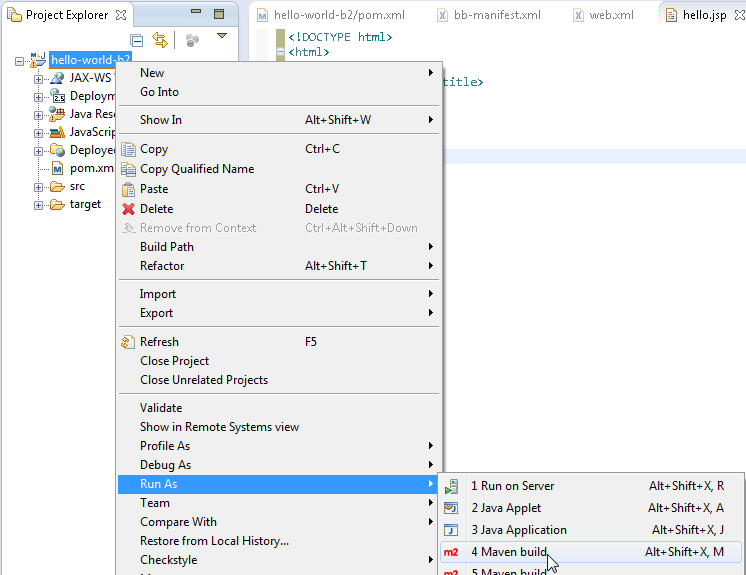 Project Explorer
hello-world-b2/pom.xml
bb-manifest.xml
web.xml
hello.jsp
<!DOCTYPE html>
<html>
title>
hello-world-b2
JAX-WS
Deploym
Java Res
JavaScrip
Deploye
pom.xm
src
target
New
Go Into
Show In Alt+Shift+W
Copy Ctrl+C
Copy Qualified Name
Paste Ctrl+V
Delete Delete
Remove from Context Ctrl+Alt+Shift+Down
Build Path
Refactor Alt+Shift+T
Import
Export
Refresh F5
Close Project
Close Unrelated Projects
Validate
Show in Remote Systems view
Profile As
Debug As
Run As
Team
Compare With
Restore from Local History...
Checkstyle
1 Run on Server Alt+Shift+X, R
2 Java Applet Alt+Shift+X, A
3 Java Application Alt+Shift+X, J
m2 4 Maven build Alt+Shift+X, M
m2 5 Maven build